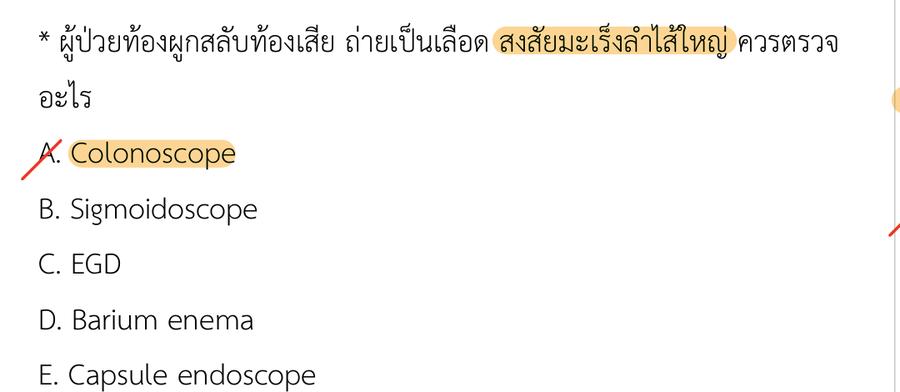 * ผู้ป่วยท้องผูกสลับท้องเสีย ถ่ายเป็นเลือด สงสัยมะเร็งลำไส้ใหญ่ ควรตรวจ
อะไร
A. Colonoscope
B. Sigmoidoscope
C. EGD
D. Barium enema
E. Capsule endoscope